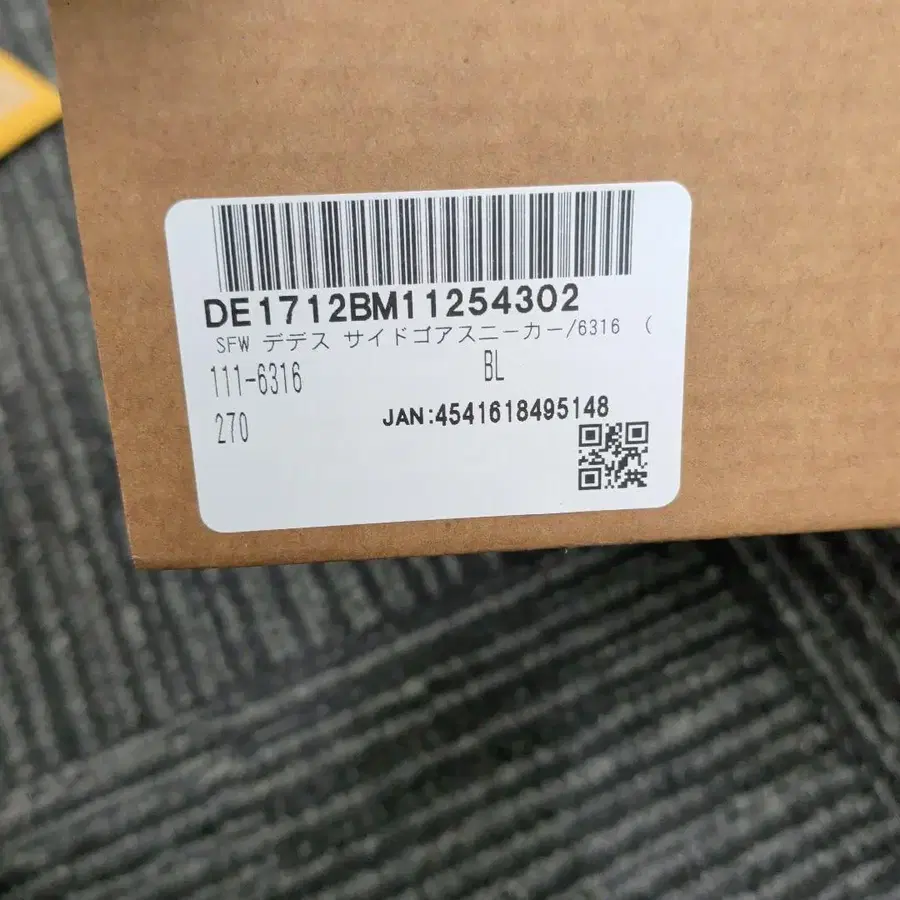 DE1712BM11254302
SFW デデス サイドゴアスニーカー/6316 (
111-6316 BL
270 JAN:4541618495148